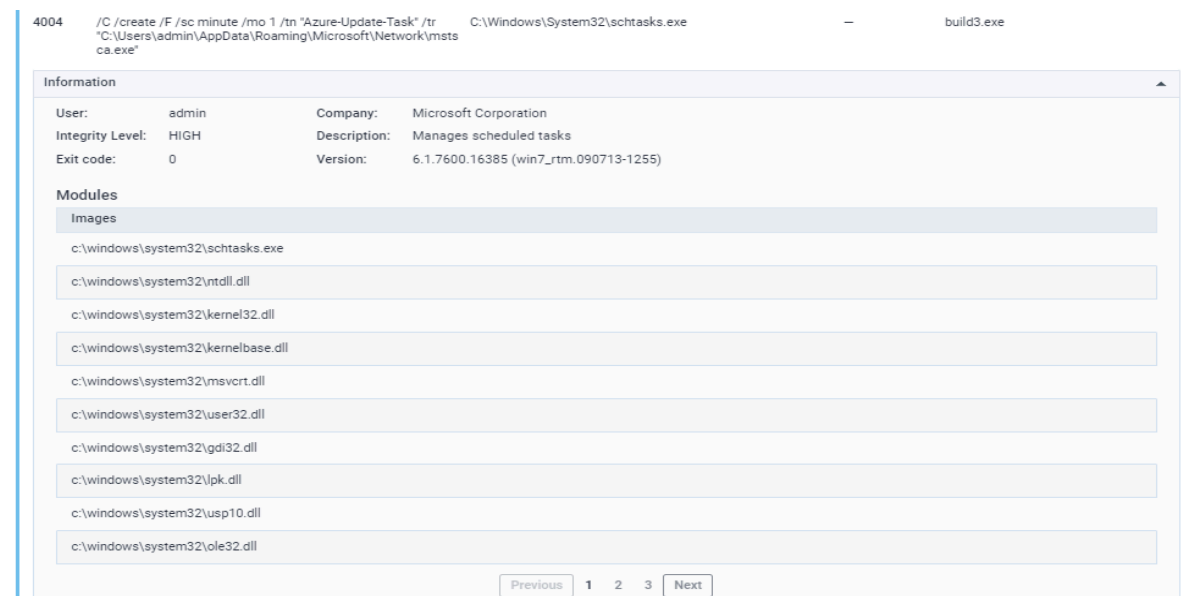 4004 /C /create /F /sc minute /mo 1 /tn "Azure-Update-Task" /tr C:\Windows\System32\schtasks.exe – build3.exe
"C:\Users\admin\AppData\Roaming\Microsoft\Network\msts
ca.exe"
Information
User: admin Company: Microsoft Corporation
Integrity Level: HIGH Description: Manages scheduled tasks
Exit code: 0 Version: 6.1.7600.16385 (win7_rtm.090713-1255)
Modules
Images
c:\windows\system32\schtasks.exe
c:\windows\system32\ntdll.dll
c:\windows\system32\kernel32.dll
c:\windows\system32\kernelbase.dll
c:\windows\system32\msvcrt.dll
c:\windows\system32\user32.dll
c:\windows\system32\gdi32.dll
c:\windows\system32\lpk.dll
c:\windows\system32\usp10.dll
c:\windows\system32\ole32.dll
Previous 1 2 3 Next